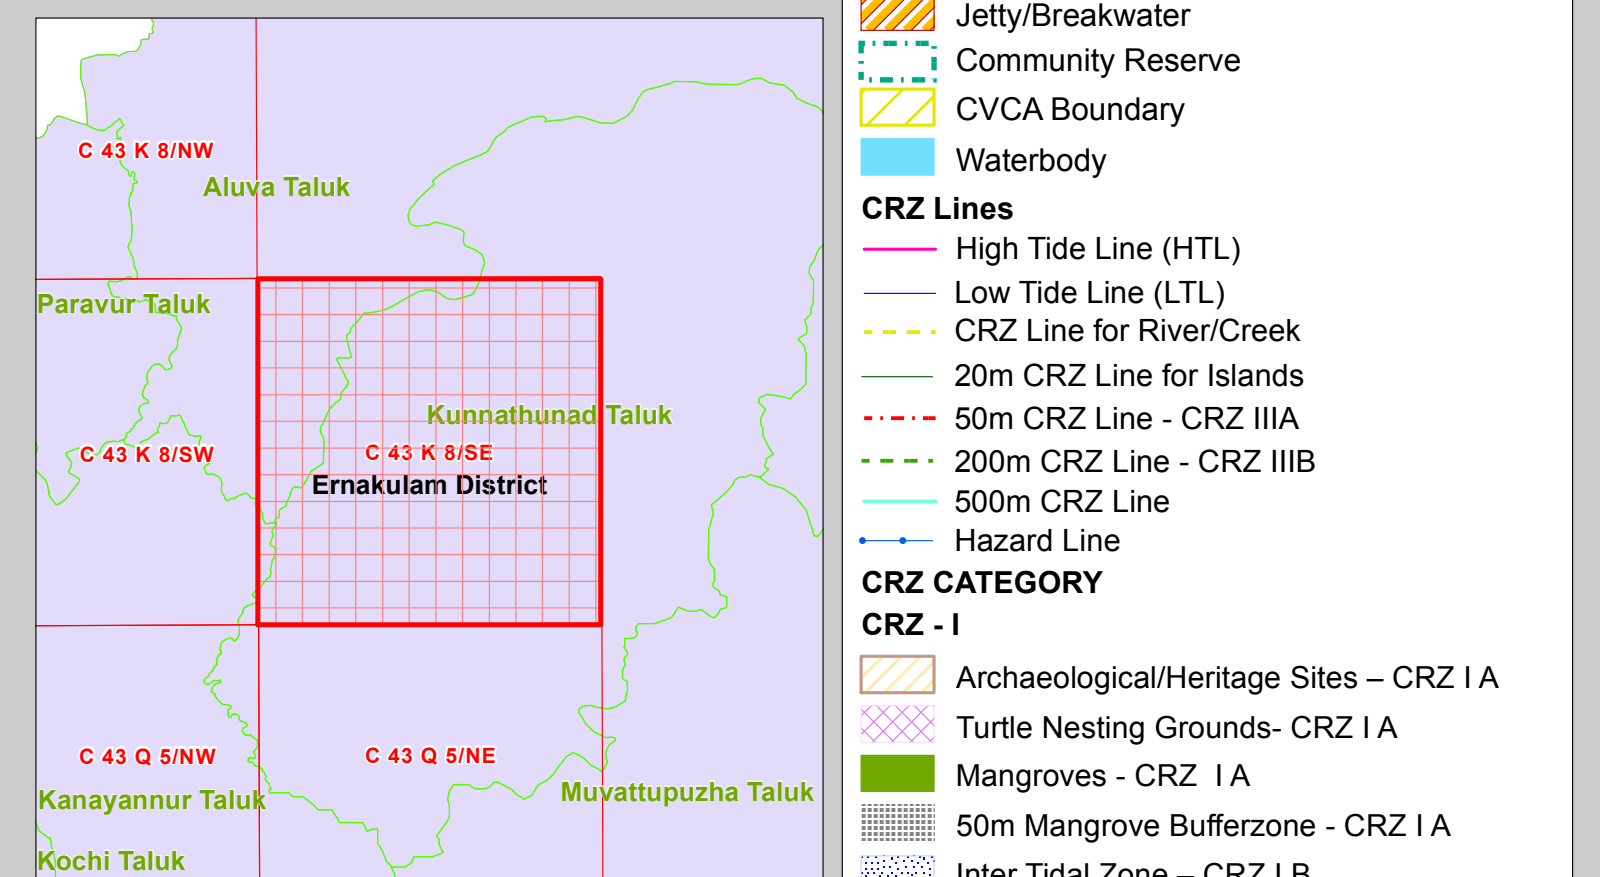 C 43 K 8/NW
Aluva Taluk
Paravur Taluk
Kunnathunad Taluk
C 43 K 8/SW
C 43 K 8/SE
Ernakulam District
C 43 Q 5/NW
C 43 Q 5/NE
Kanayannur Taluk
Muvattupuzha Taluk
Kochi Taluk
Jetty/Breakwater
Community Reserve
CVCA Boundary
Waterbody
CRZ Lines
High Tide Line (HTL)
Low Tide Line (LTL)
CRZ Line for River/Creek
20m CRZ Line for Islands
50m CRZ Line - CRZ IIIA
200m CRZ Line - CRZ IIIB
500m CRZ Line
Hazard Line
CRZ CATEGORY
CRZ - I
Archaeological/Heritage Sites – CRZ I A
Turtle Nesting Grounds- CRZ I A
Mangroves - CRZ  I A
50m Mangrove Bufferzone - CRZ I A
Inter Tidal Zone – CRZ I B